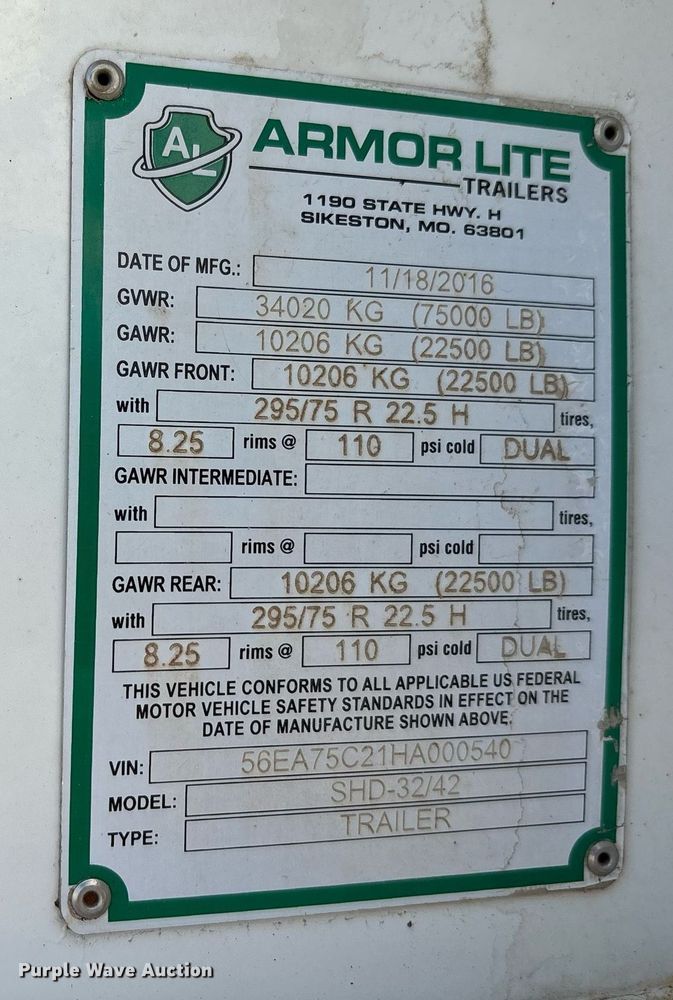 AL
ARMOR LITE
TRAILERS
1190 STATE HWY. H
SIKESTON, MO. 63801
DATE OF MFG.: 11/18/2016
GVWR: 34020 KG (75000 LB)
GAWR: 10206 KG (22500 LB)
GAWR FRONT: 10206 KG (22500 LB)
with 295/75 R 22.5 H tires,
8.25 rims @ 110 psi cold DUAL
GAWR INTERMEDIATE:
with tires,
rims @ psi cold
GAWR REAR: 10206 KG (22500 LB)
with 295/75 R 22.5 H tires,
8.25 rims @ 110 psi cold DUAL
THIS VEHICLE CONFORMS TO ALL APPLICABLE US FEDERAL
MOTOR VEHICLE SAFETY STANDARDS IN EFFECT ON THE
DATE OF MANUFACTURE SHOWN ABOVE.
VIN: 56EA75C21HA000540
MODEL: SHD-32/42
TYPE: TRAILER
Purple Wave Auction